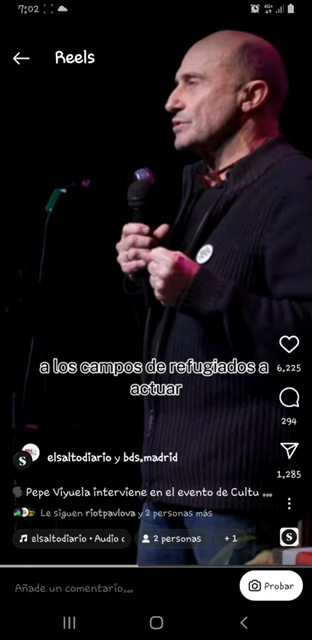 7:02
4G+
Reels
a los campos de refugiados a
actuar
6,225
294
elsaltodiario y bds.madrid
1,285
Pepe Viyuela interviene en el evento de Cultu ...
Le siguen riotpavlova y 2 personas más
elsaltodiario • Audio o
2 personas
+ 1
S
Añade un comentario...
Probar